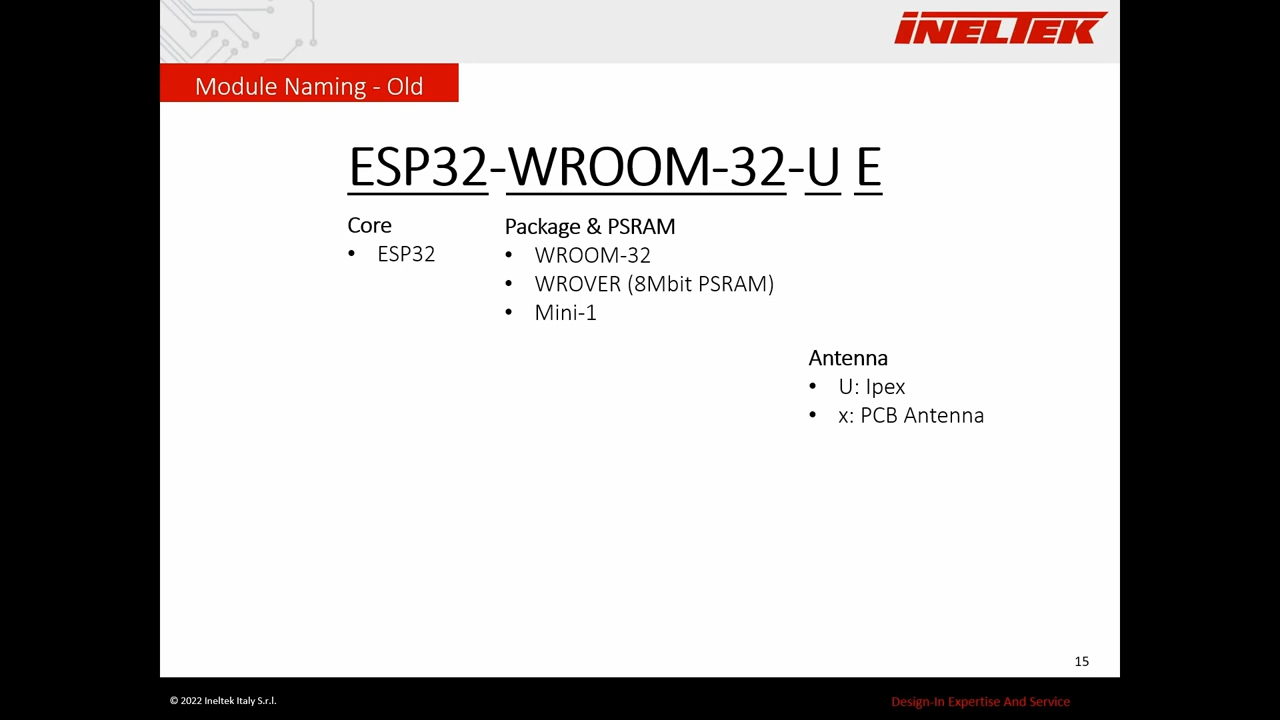 INELTEK
Module Naming - Old
ESP32-WROOM-32-U E
Core
• ESP32
Package & PSRAM
• WROOM-32
• WROVER (8Mbit PSRAM)
• Mini-1
Antenna
• U: Ipex
• x: PCB Antenna
15
© 2022 Ineltek Italy S.r.l.
Design-In Expertise And Service